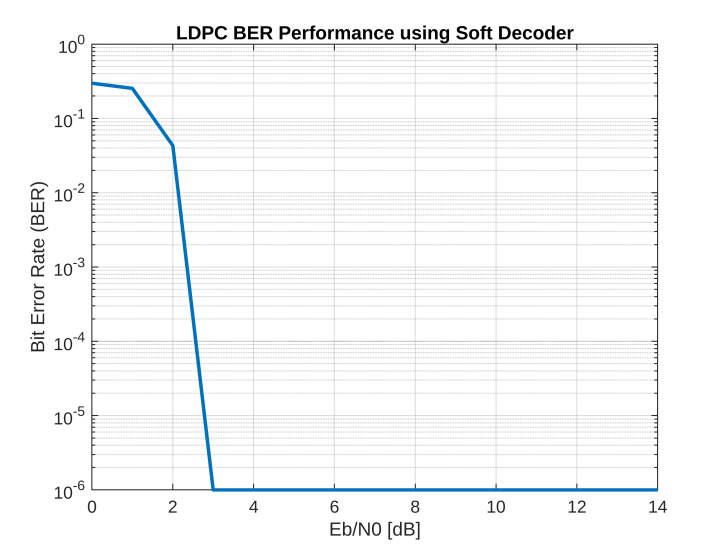 LDPC BER Performance using Soft Decoder
10^0
10^-1
10^-2
10^-3
10^-4
10^-5
10^-6
Bit Error Rate (BER)
0 2 4 6 8 10 12 14
Eb/N0 [dB]